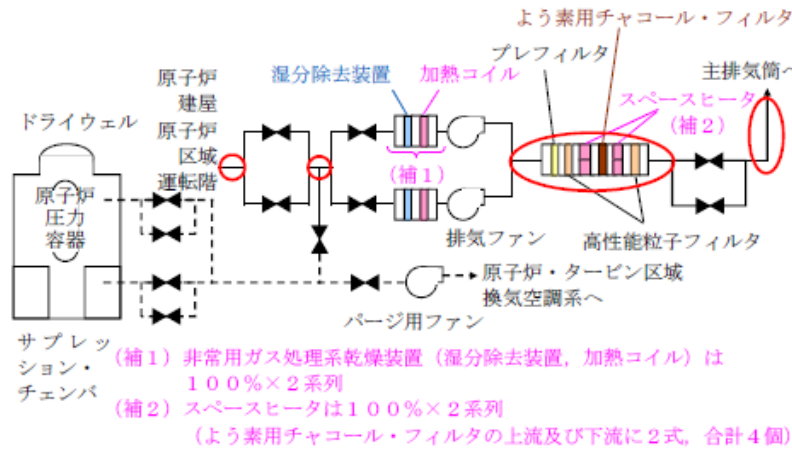 よう素用チャコール・フィルタ
プレフィルタ
主排気筒へ
原子炉
建屋
原子炉
区域
運転階
湿分除去装置
加熱コイル
スペースヒータ
(補2)
ドライウェル
原子炉
圧力
容器
(補1)
排気ファン
高性能粒子フィルタ
原子炉・タービン区域
換気空調系へ
パージ用ファン
サプレッ
ション・
チェンバ
(補1)非常用ガス処理系乾燥装置(湿分除去装置,加熱コイル)は
100%×2系列
(補2)スペースヒータは100%×2系列
(よう素用チャコール・フィルタの上流及び下流に2式,合計4個)